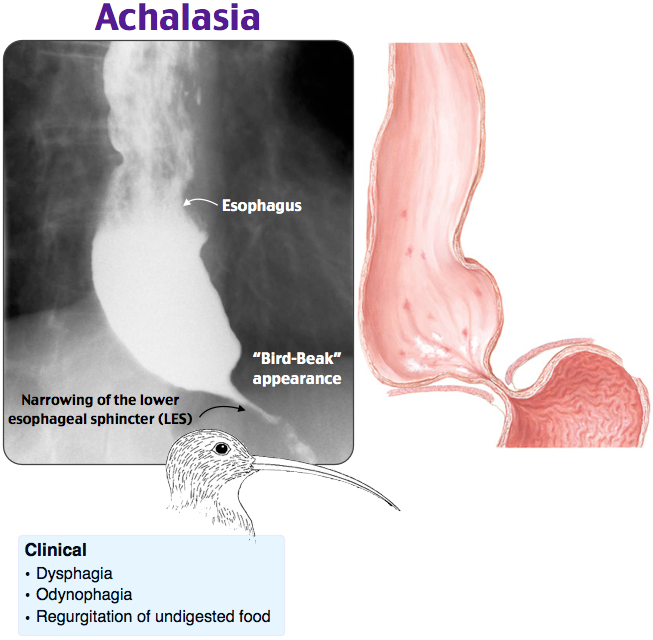 Achalasia
Esophagus
“Bird-Beak”
appearance
Narrowing of the lower
esophageal sphincter (LES)
Clinical
• Dysphagia
• Odynophagia
• Regurgitation of undigested food